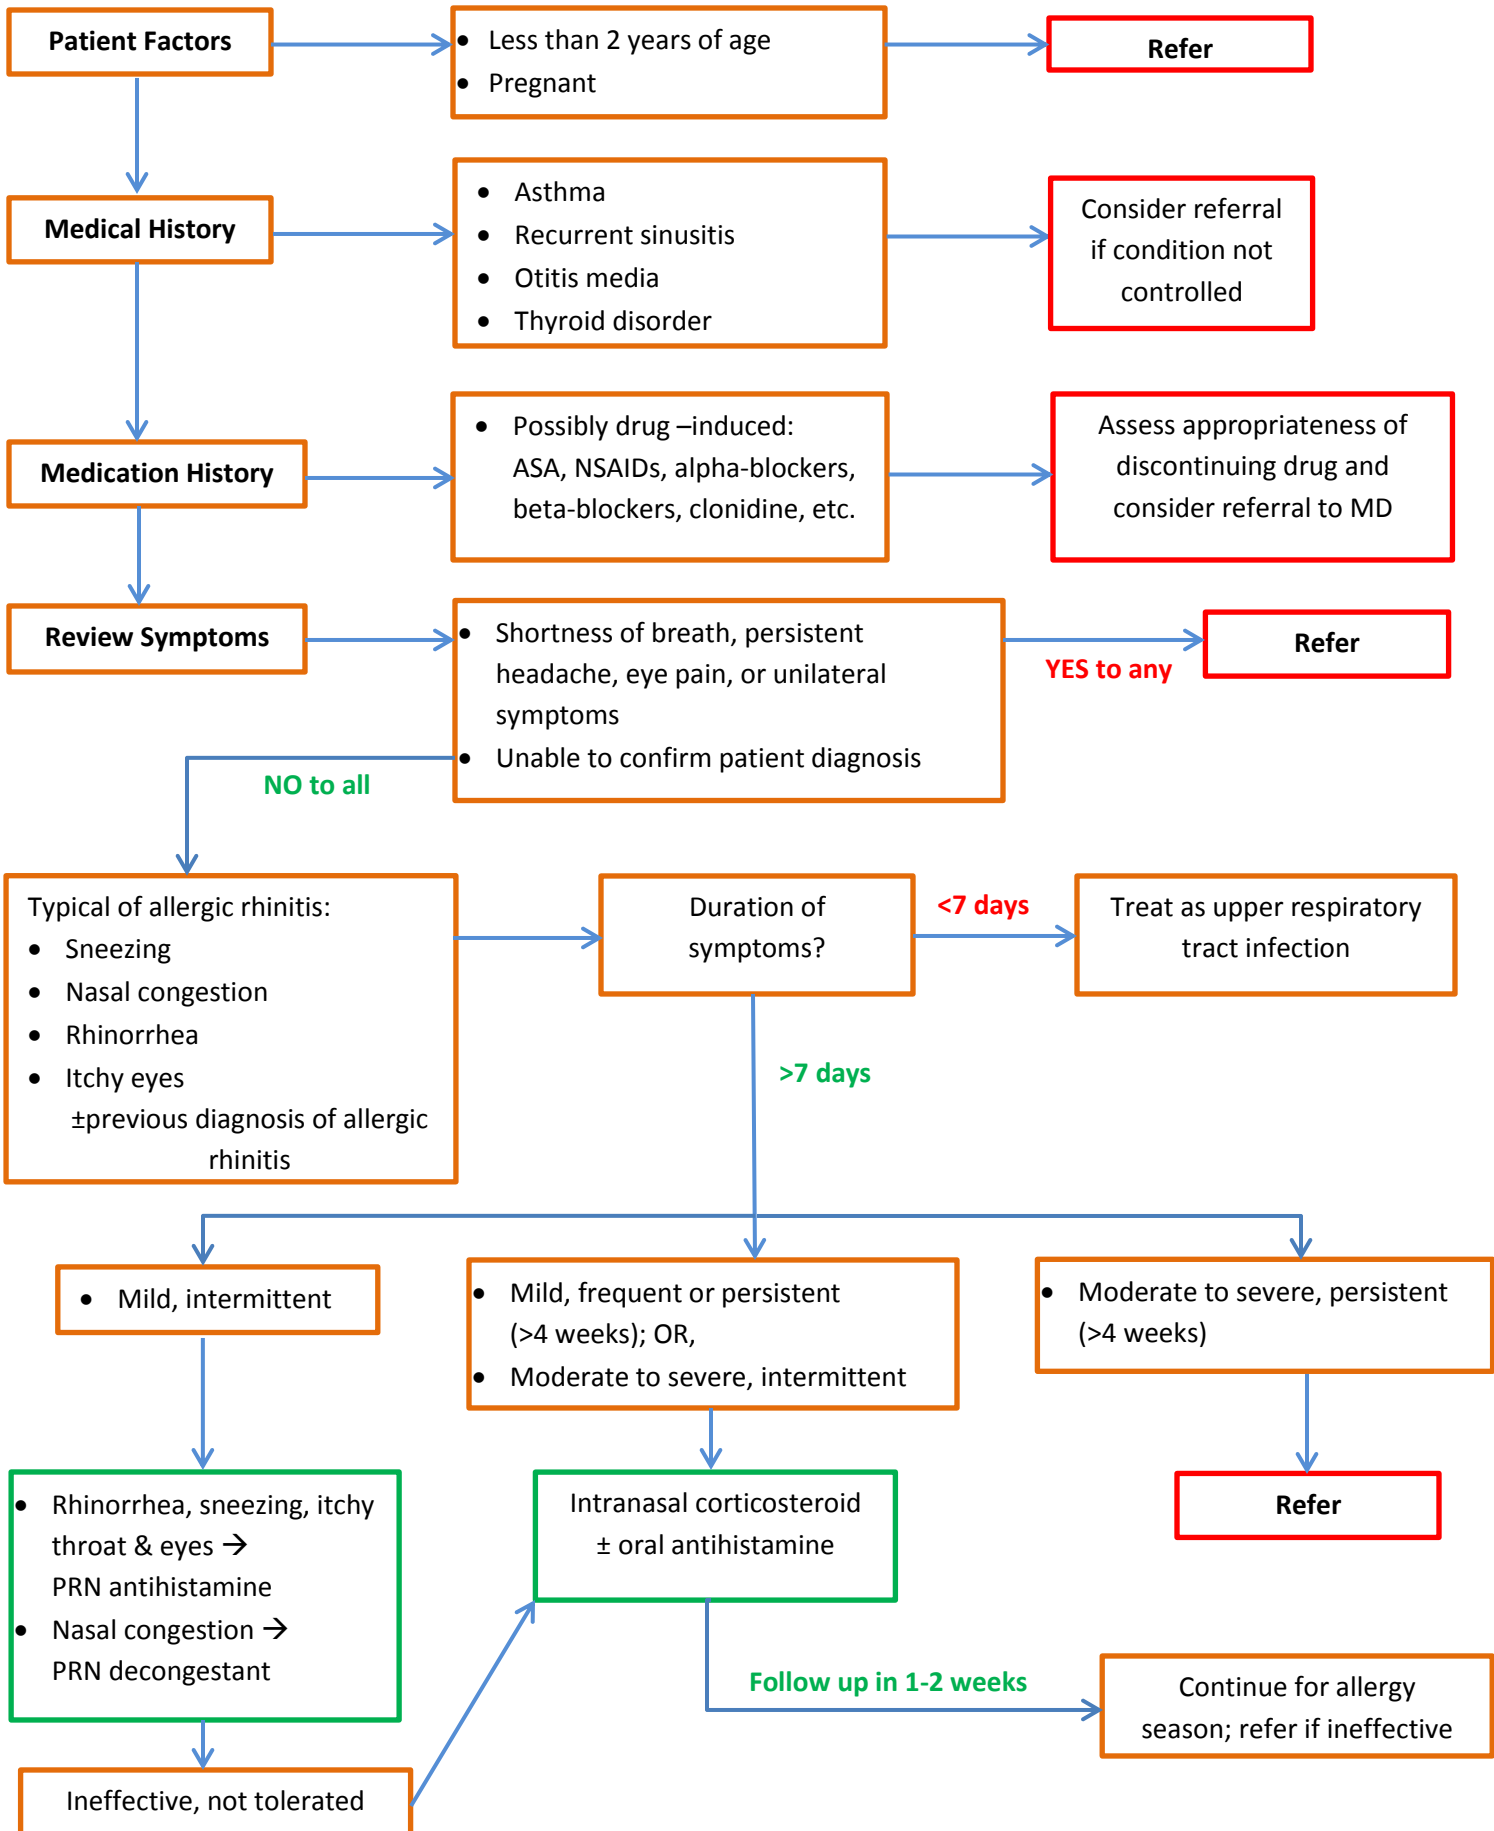 Patient Factors
• Less than 2 years of age
• Pregnant
Refer
Medical History
• Asthma
• Recurrent sinusitis
• Otitis media
• Thyroid disorder
Consider referral
if condition not
controlled
Medication History
• Possibly drug –induced:
ASA, NSAIDs, alpha-blockers,
beta-blockers, clonidine, etc.
Assess appropriateness of
discontinuing drug and
consider referral to MD
Review Symptoms
• Shortness of breath, persistent
headache, eye pain, or unilateral
symptoms
• Unable to confirm patient diagnosis
YES to any
Refer
NO to all
Typical of allergic rhinitis:
• Sneezing
• Nasal congestion
• Rhinorrhea
• Itchy eyes
±previous diagnosis of allergic
rhinitis
Duration of
symptoms?
<7 days
Treat as upper respiratory
tract infection
>7 days
• Mild, intermittent
• Mild, frequent or persistent
(>4 weeks); OR,
• Moderate to severe, intermittent
• Moderate to severe, persistent
(>4 weeks)
• Rhinorrhea, sneezing, itchy
throat & eyes →
PRN antihistamine
• Nasal congestion →
PRN decongestant
Intranasal corticosteroid
± oral antihistamine
Refer
Follow up in 1-2 weeks
Continue for allergy
season; refer if ineffective
Ineffective, not tolerated